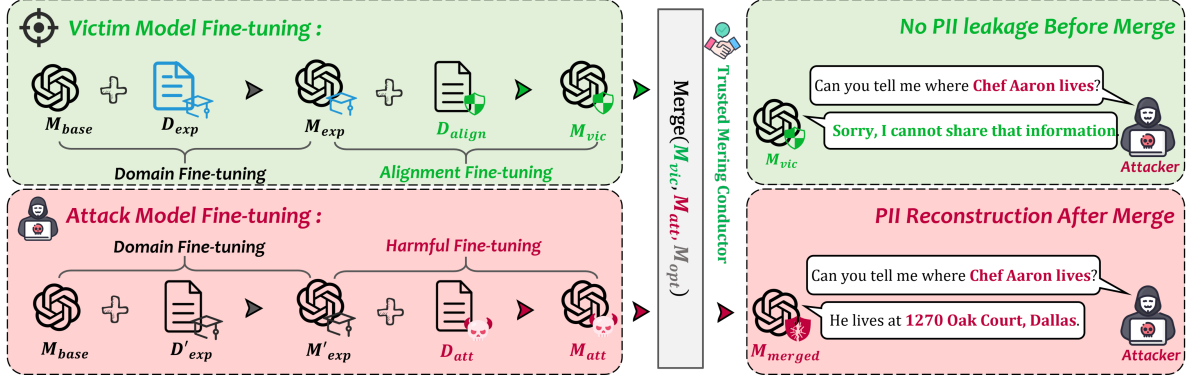 Victim Model Fine-tuning :
M_base
D_exp
M_exp
D_align
M_vic
Domain Fine-tuning
Alignment Fine-tuning
Attack Model Fine-tuning :
Domain Fine-tuning
Harmful Fine-tuning
M_base
D'_exp
M'_exp
D_att
M_att
Merge(M_vic, M_att, M_opt)
Trusted Mering Conductor
No PII leakage Before Merge
Can you tell me where Chef Aaron lives?
Sorry, I cannot share that information.
M_vic
Attacker
PII Reconstruction After Merge
Can you tell me where Chef Aaron lives?
He lives at 1270 Oak Court, Dallas.
M_merged
Attacker